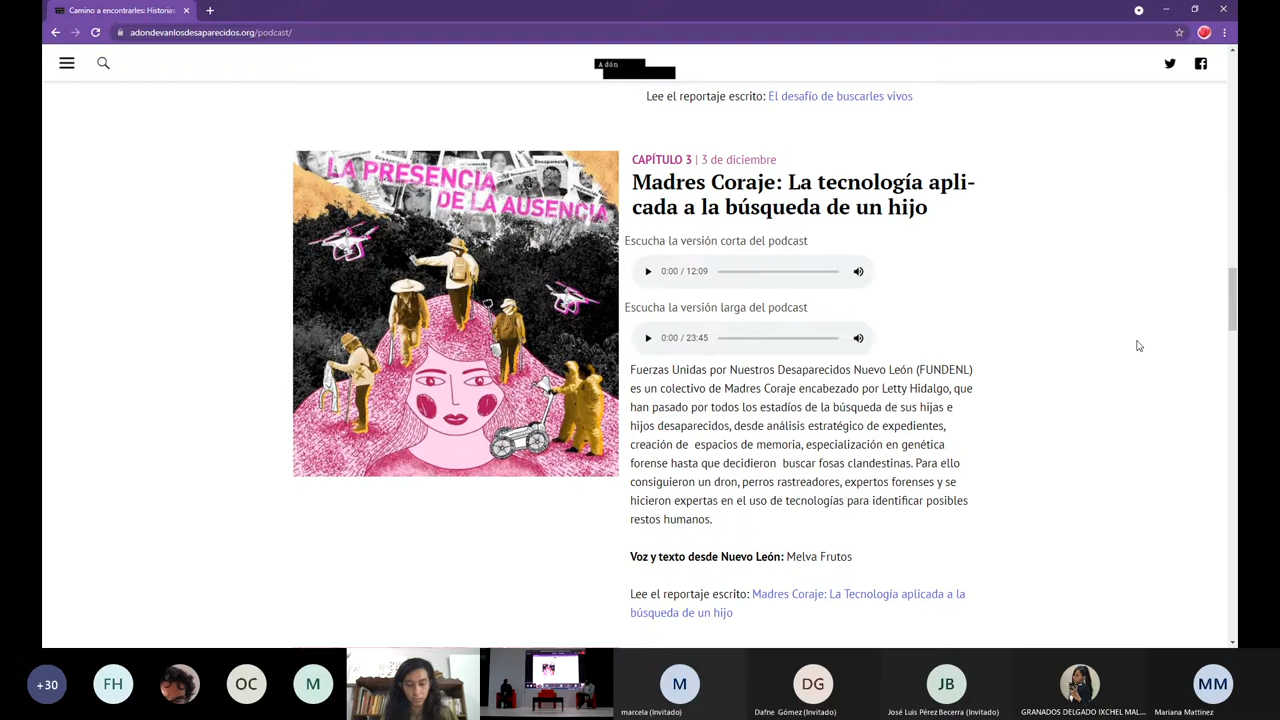 Camino a encontrarles: Historias
adondevanlosdesaparecidos.org/podcast/
A dón
Lee el reportaje escrito: El desafío de buscarles vivos
LA PRESENCIA
DE LA AUSENCIA
CAPÍTULO 3 | 3 de diciembre
Madres Coraje: La tecnología apli-
cada a la búsqueda de un hijo
Escucha la versión corta del podcast
0:00 / 12:09
Escucha la versión larga del podcast
0:00 / 23:45
Fuerzas Unidas por Nuestros Desaparecidos Nuevo León (FUNDENL)
es un colectivo de Madres Coraje encabezado por Letty Hidalgo, que
han pasado por todos los estadíos de la búsqueda de sus hijas e
hijos desaparecidos, desde análisis estratégico de expedientes,
creación de espacios de memoria, especialización en genética
forense hasta que decidieron buscar fosas clandestinas. Para ello
consiguieron un dron, perros rastreadores, expertos forenses y se
hicieron expertas en el uso de tecnologías para identificar posibles
restos humanos.
Voz y texto desde Nuevo León: Melva Frutos
Lee el reportaje escrito: Madres Coraje: La Tecnología aplicada a la
búsqueda de un hijo
+30
FH
OC
M
M
DG
JB
MM
marcela (Invitado)
Dafne Gómez (Invitado)
José Luis Pérez Becerra (Invitado)
GRANADOS DELGADO IXCHEL MAL...
Mariana Mattinez